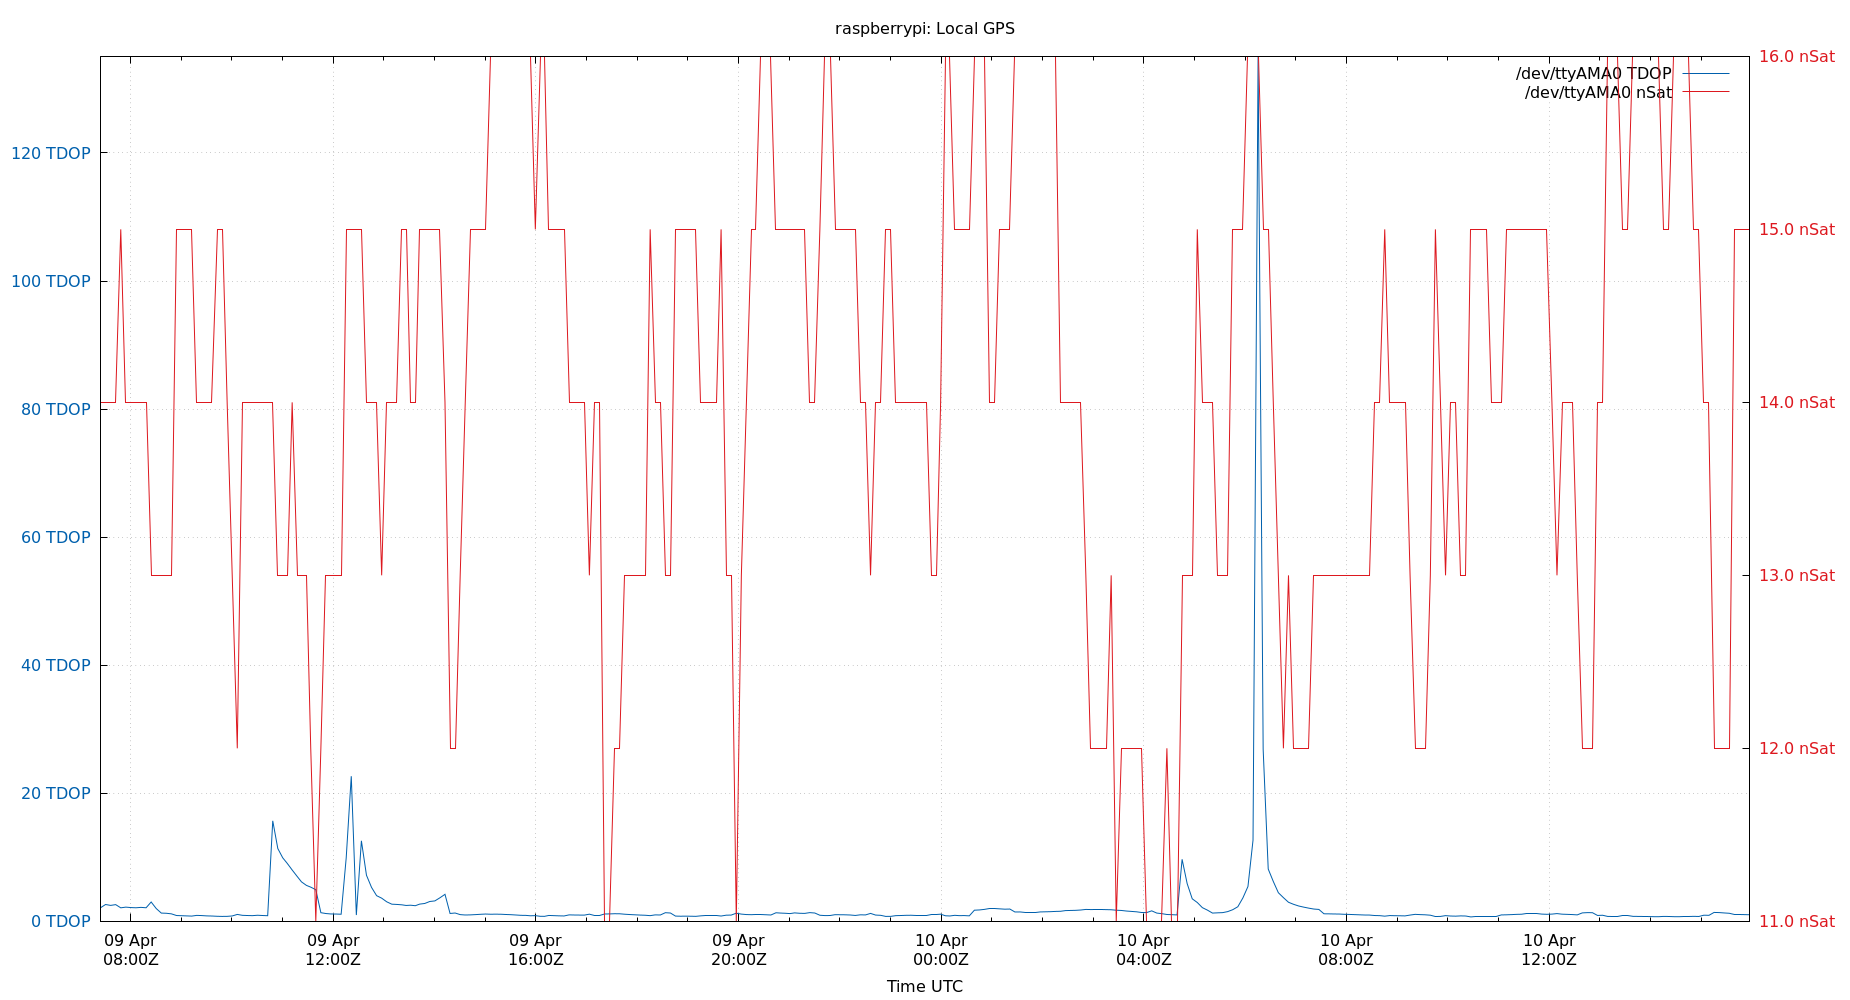 raspberrypi: Local GPS
16.0 nSat
/dev/ttyAMA0 TDOP
/dev/ttyAMA0 nSat
120 TDOP
15.0 nSat
100 TDOP
80 TDOP
14.0 nSat
60 TDOP
13.0 nSat
40 TDOP
12.0 nSat
20 TDOP
0 TDOP
11.0 nSat
09 Apr 09 Apr 09 Apr 09 Apr 10 Apr 10 Apr 10 Apr 10 Apr
08:00Z 12:00Z 16:00Z 20:00Z 00:00Z 04:00Z 08:00Z 12:00Z
Time UTC